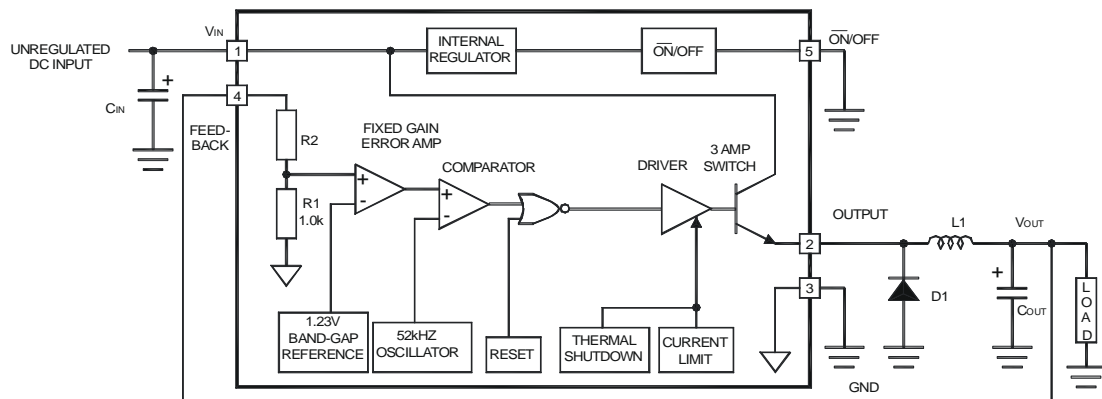 VIN
UNREGULATED
DC INPUT
1
INTERNAL
REGULATOR
ON/OFF
5
ON/OFF
+
CIN
4
FEED-
BACK
R2
FIXED GAIN
ERROR AMP
COMPARATOR
DRIVER
3 AMP
SWITCH
+
-
+
-
R1
1.0k
OUTPUT
2
L1
VOUT
3
D1
+
COUT
LOAD
1.23V
BAND-GAP
REFERENCE
52kHZ
OSCILLATOR
RESET
THERMAL
SHUTDOWN
CURRENT
LIMIT
GND